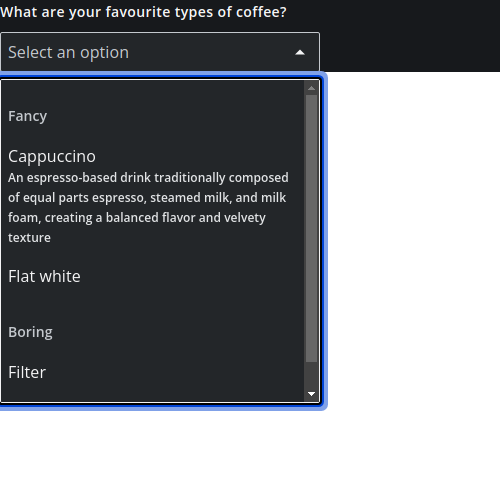 What are your favourite types of coffee?
Select an option
Fancy
Cappuccino
An espresso-based drink traditionally composed
of equal parts espresso, steamed milk, and milk
foam, creating a balanced flavor and velvety
texture
Flat white
Boring
Filter